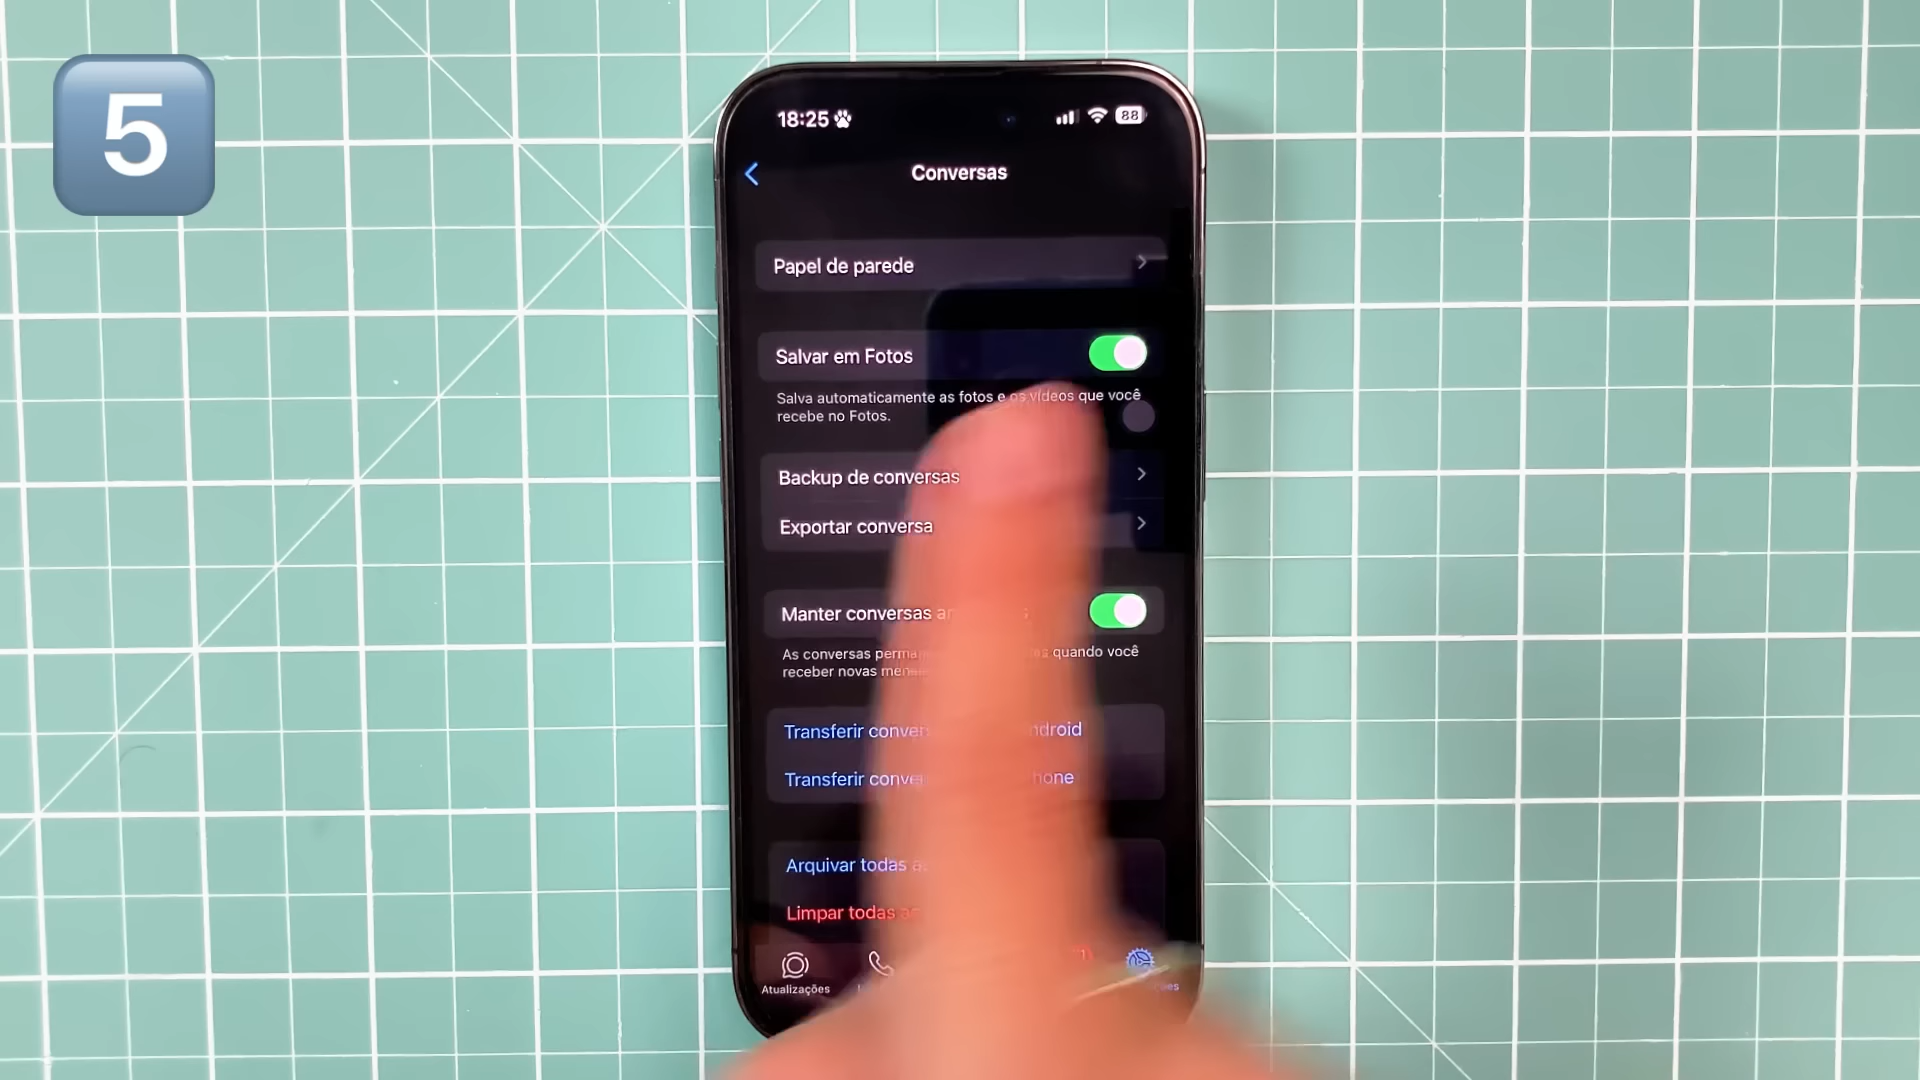 5
18:25
88
Conversas
Papel de parede
Salvar em Fotos
Salva automaticamente as fotos e os vídeos que você
recebe no Fotos.
Backup de conversas
Exportar conversa
Manter conversas
As conversas quando você
receber novas
Transferir
Transferir
Arquivar todas
Limpar todas
Atualizações